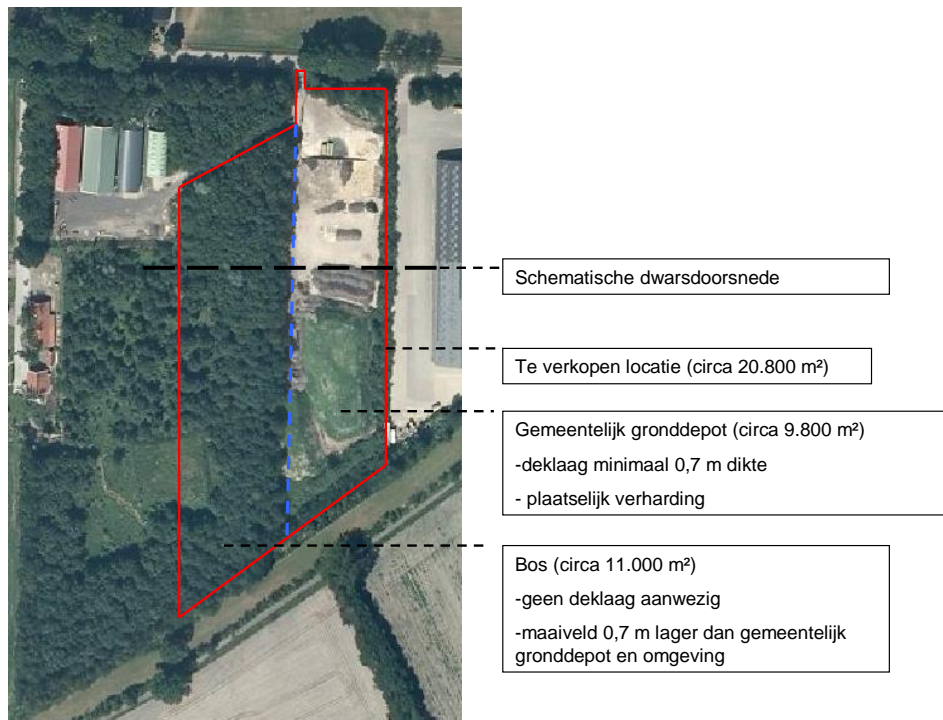 Schematische dwarsdoorsnede
Te verkopen locatie (circa 20.800 m²)
Gemeentelijk gronddepot (circa 9.800 m²)
-deklaag minimaal 0,7 m dikte
- plaatselijk verharding
Bos (circa 11.000 m²)
-geen deklaag aanwezig
-maaiveld 0,7 m lager dan gemeentelijk
gronddepot en omgeving